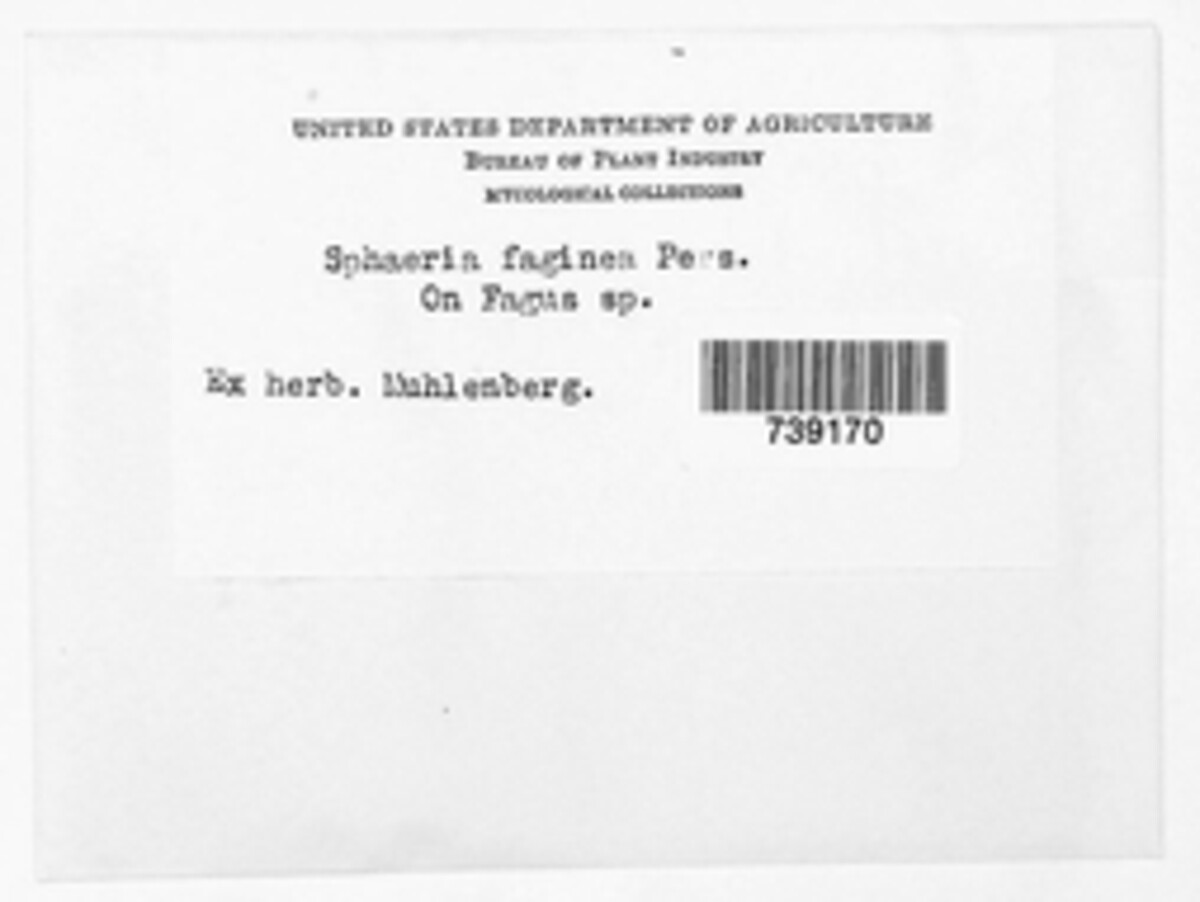 UNITED STATES DEPARTMENT OF AGRICULTURE
BUREAU OF PLANT INDUSTRY
MYCOLOGICAL COLLECTIONS
Sphaeria faginea Pers.
On Fagus sp.
Ex herb. Muhlenberg.
739170